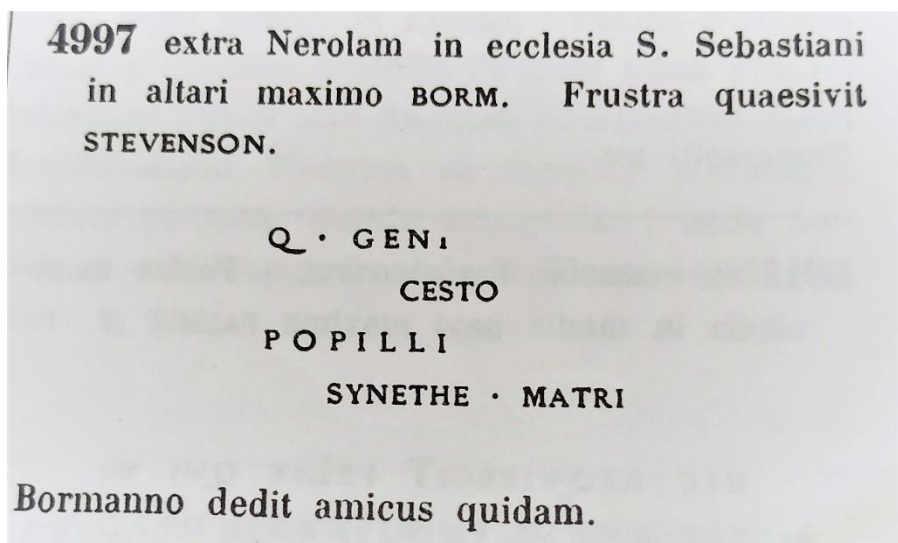 4997 extra Nerolam in ecclesia S. Sebastiani
in altari maximo BORM. Frustra quaesivit
STEVENSON.
Q · GENI
CESTO
POPILLI
SYNETHE · MATRI
Bormanno dedit amicus quidam.